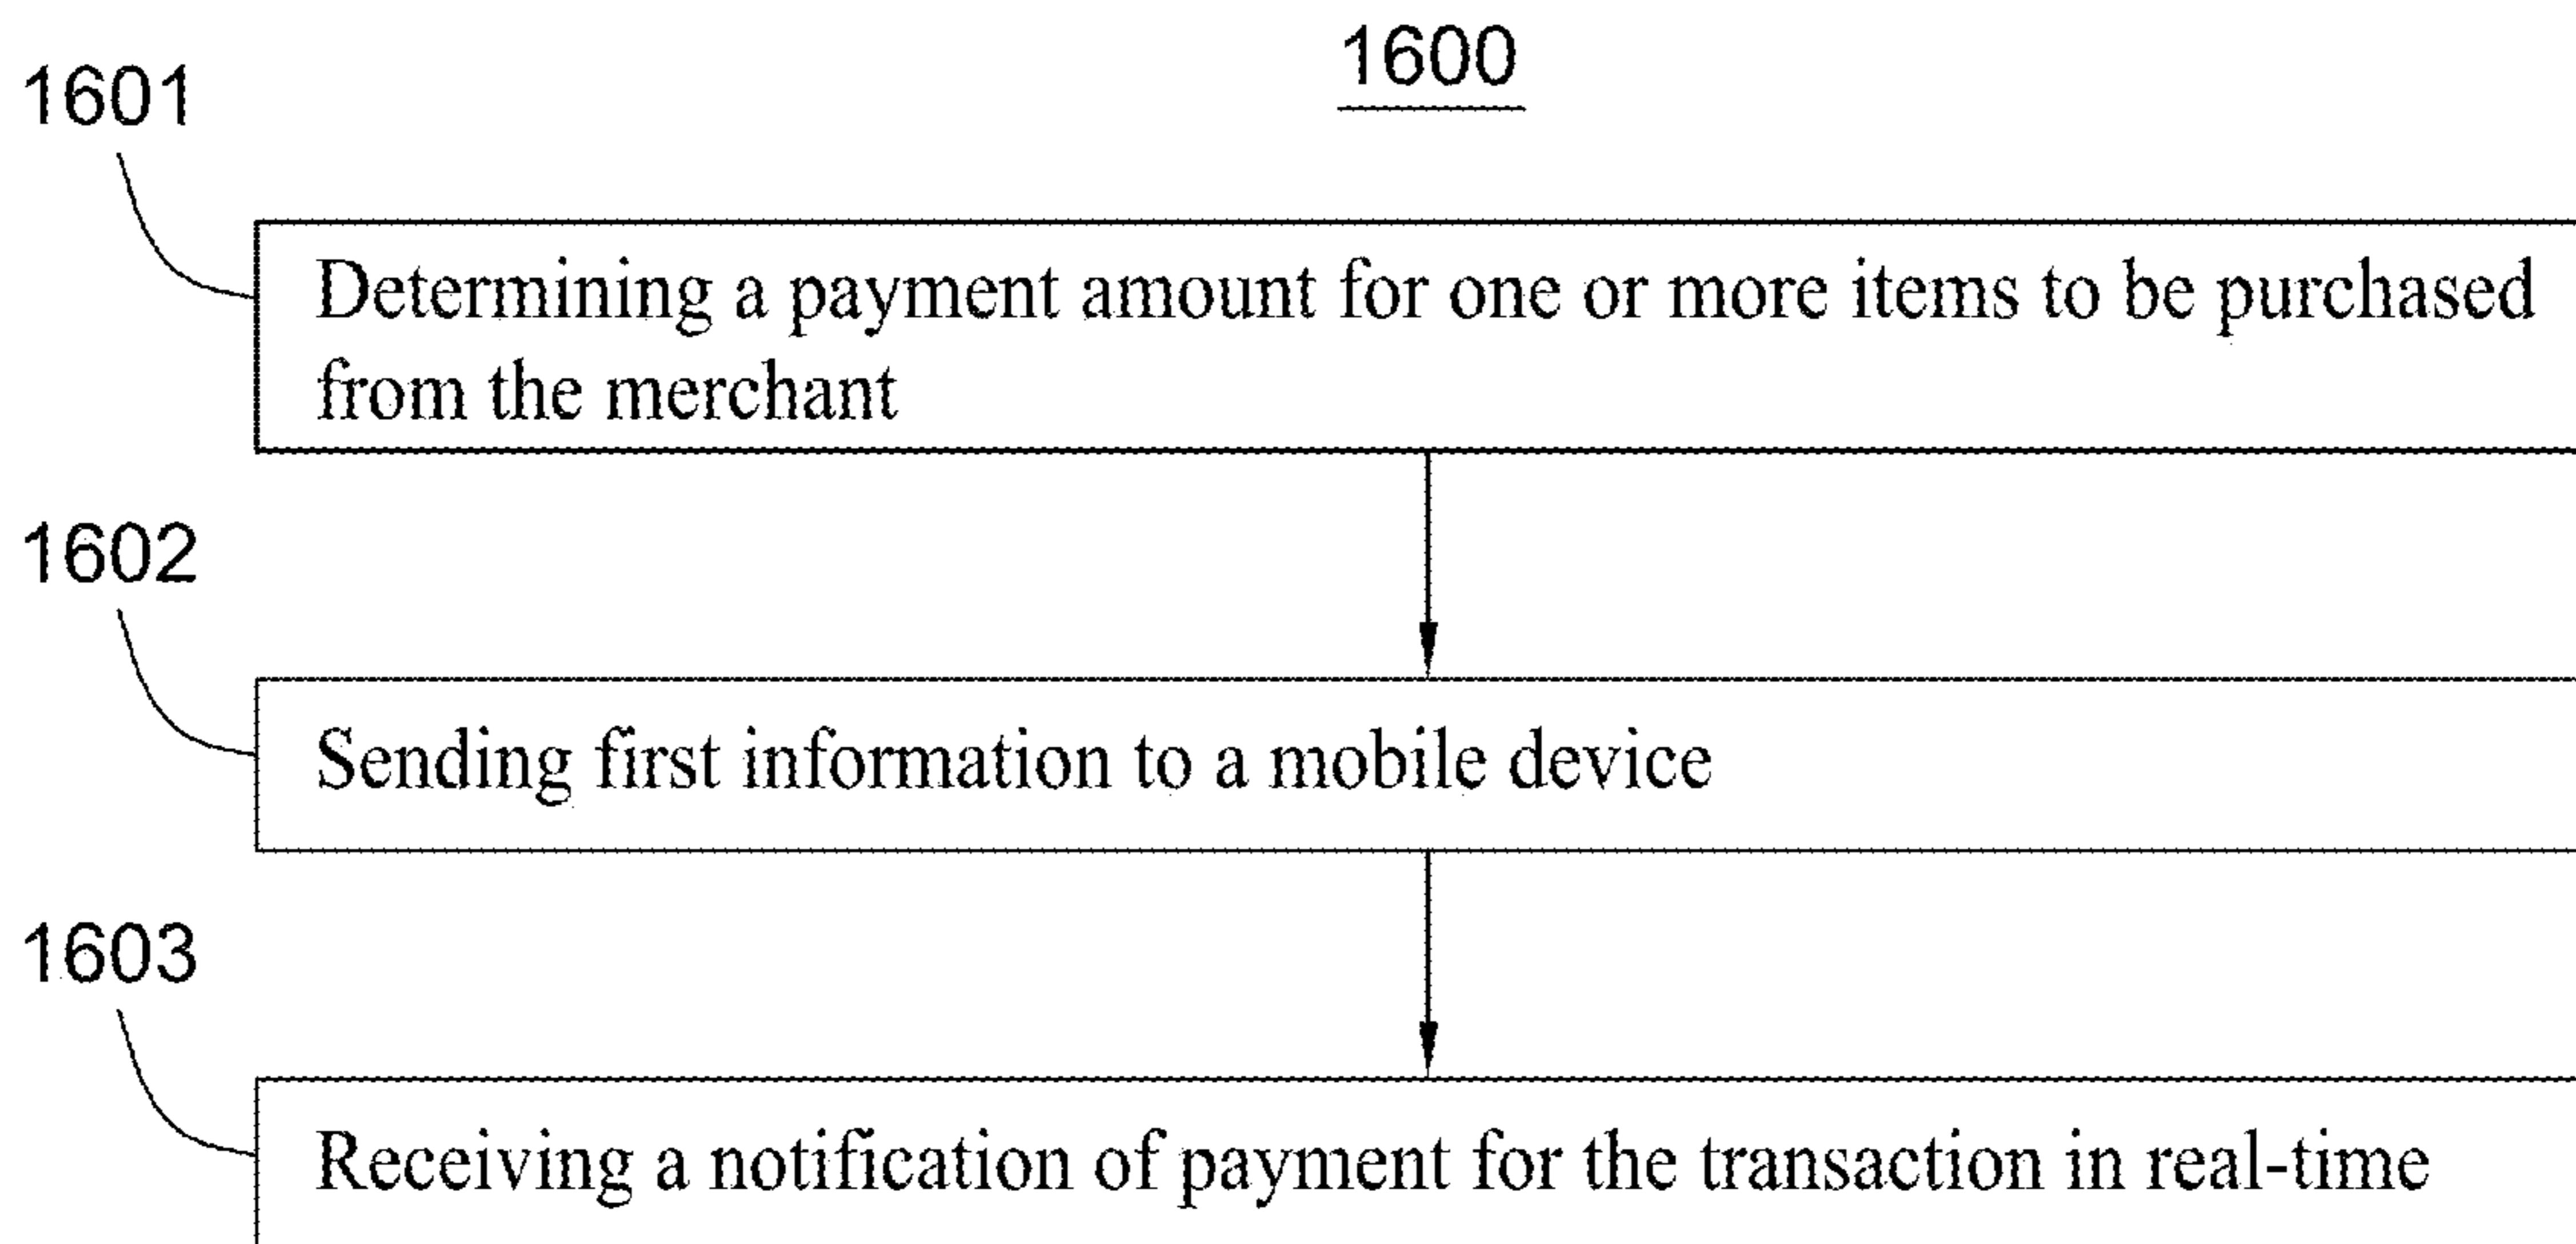 1600
1601
Determining a payment amount for one or more items to be purchased
from the merchant
1602
Sending first information to a mobile device
1603
Receiving a notification of payment for the transaction in real-time